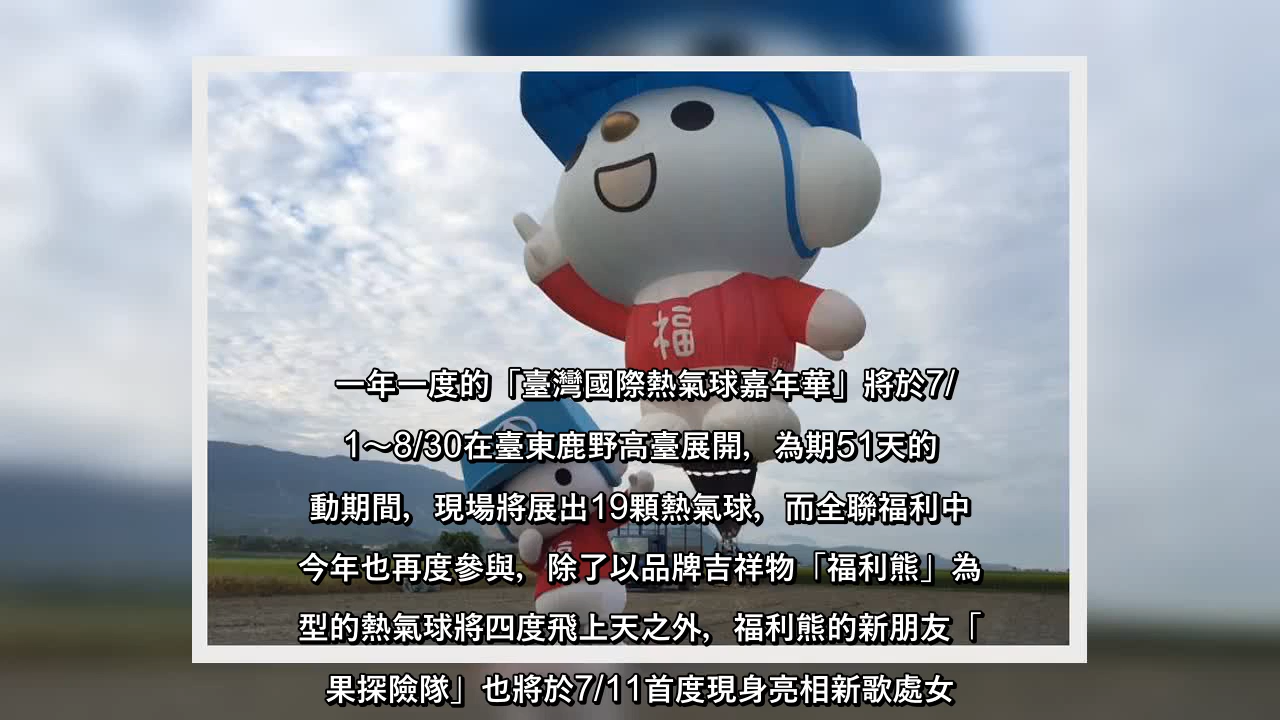 福
一年一度的「臺灣國際熱氣球嘉年華」將於7/
1～8/30在臺東鹿野高臺展開，為期51天的
動期間，現場將展出19顆熱氣球，而全聯福利中
今年也再度參與，除了以品牌吉祥物「福利熊」為
型的熱氣球將四度飛上天之外，福利熊的新朋友「
果探險隊」也將於7/11首度現身亮相新歌處女